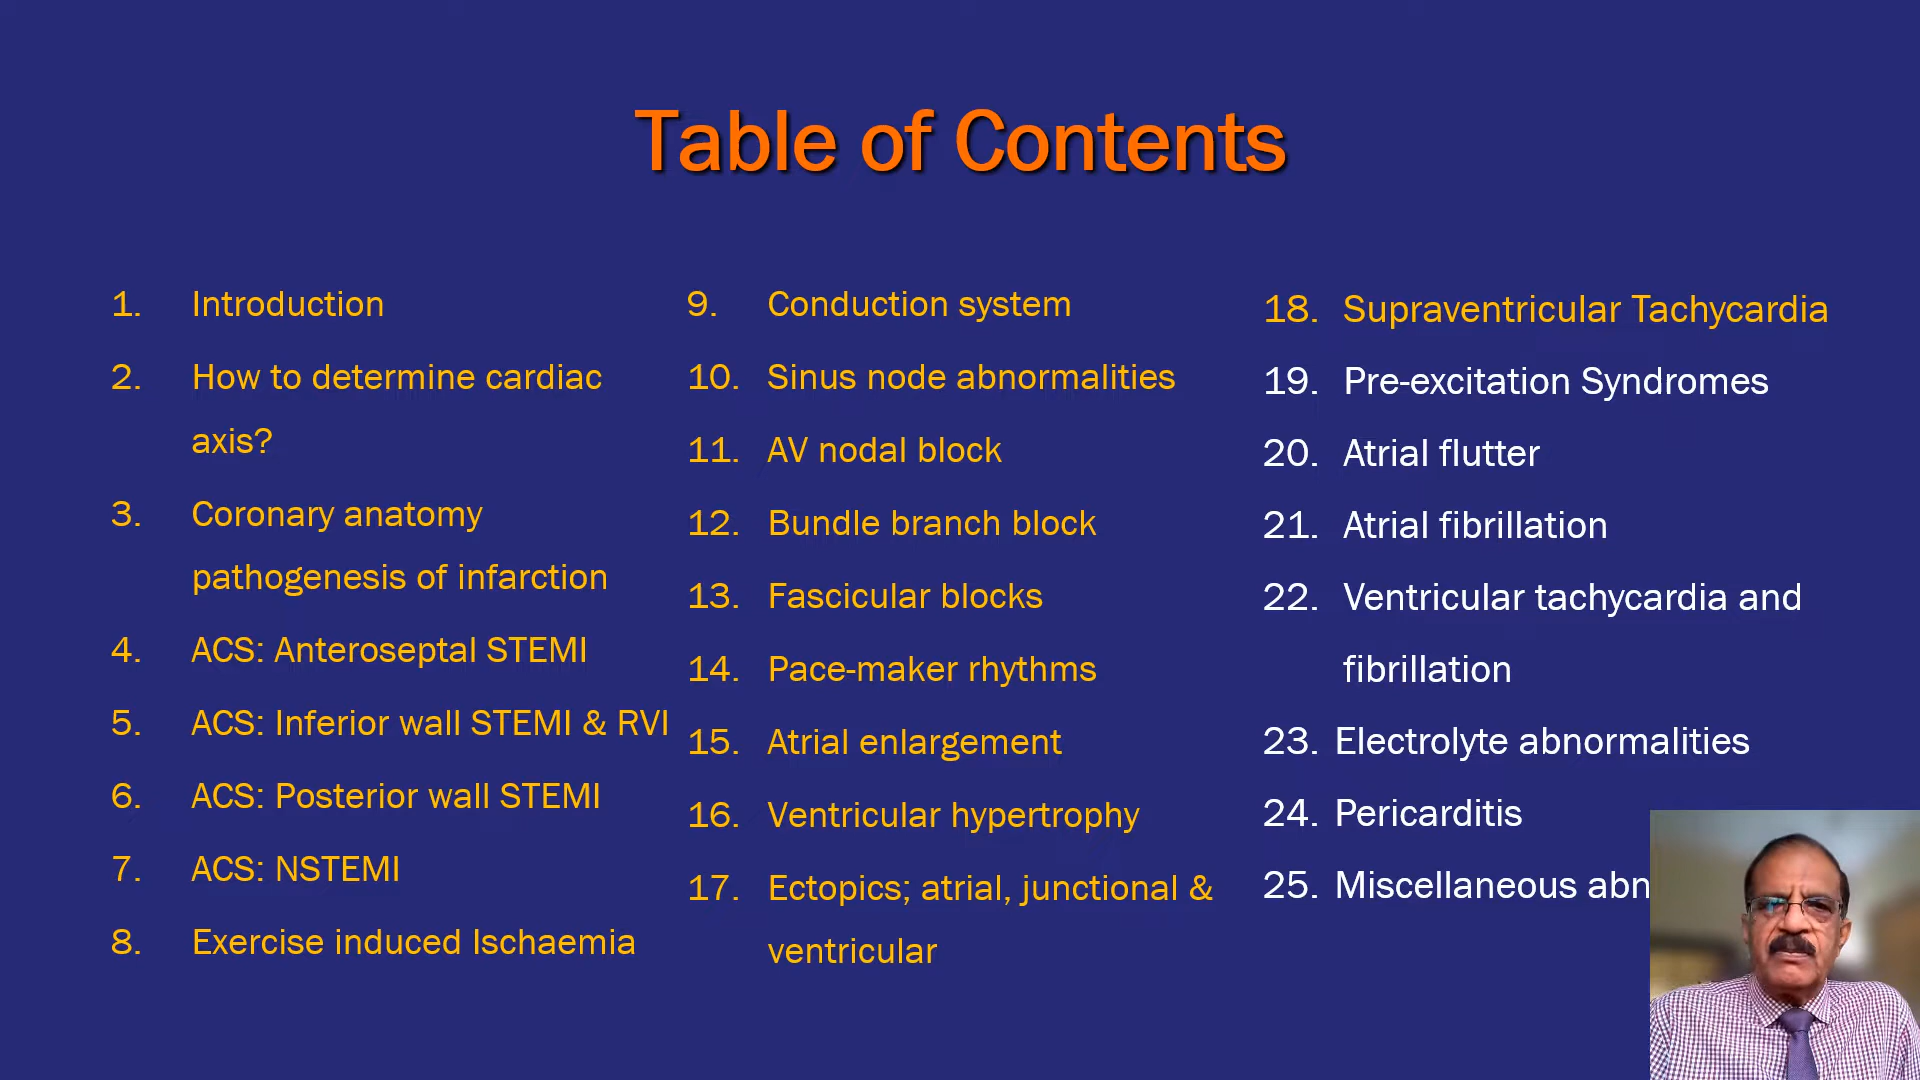 Table of Contents
1. Introduction
2. How to determine cardiac
axis?
3. Coronary anatomy
pathogenesis of infarction
4. ACS: Anteroseptal STEMI
5. ACS: Inferior wall STEMI & RVI
6. ACS: Posterior wall STEMI
7. ACS: NSTEMI
8. Exercise induced Ischaemia
9. Conduction system
10. Sinus node abnormalities
11. AV nodal block
12. Bundle branch block
13. Fascicular blocks
14. Pace-maker rhythms
15. Atrial enlargement
16. Ventricular hypertrophy
17. Ectopics; atrial, junctional &
ventricular
18. Supraventricular Tachycardia
19. Pre-excitation Syndromes
20. Atrial flutter
21. Atrial fibrillation
22. Ventricular tachycardia and
fibrillation
23. Electrolyte abnormalities
24. Pericarditis
25. Miscellaneous abn